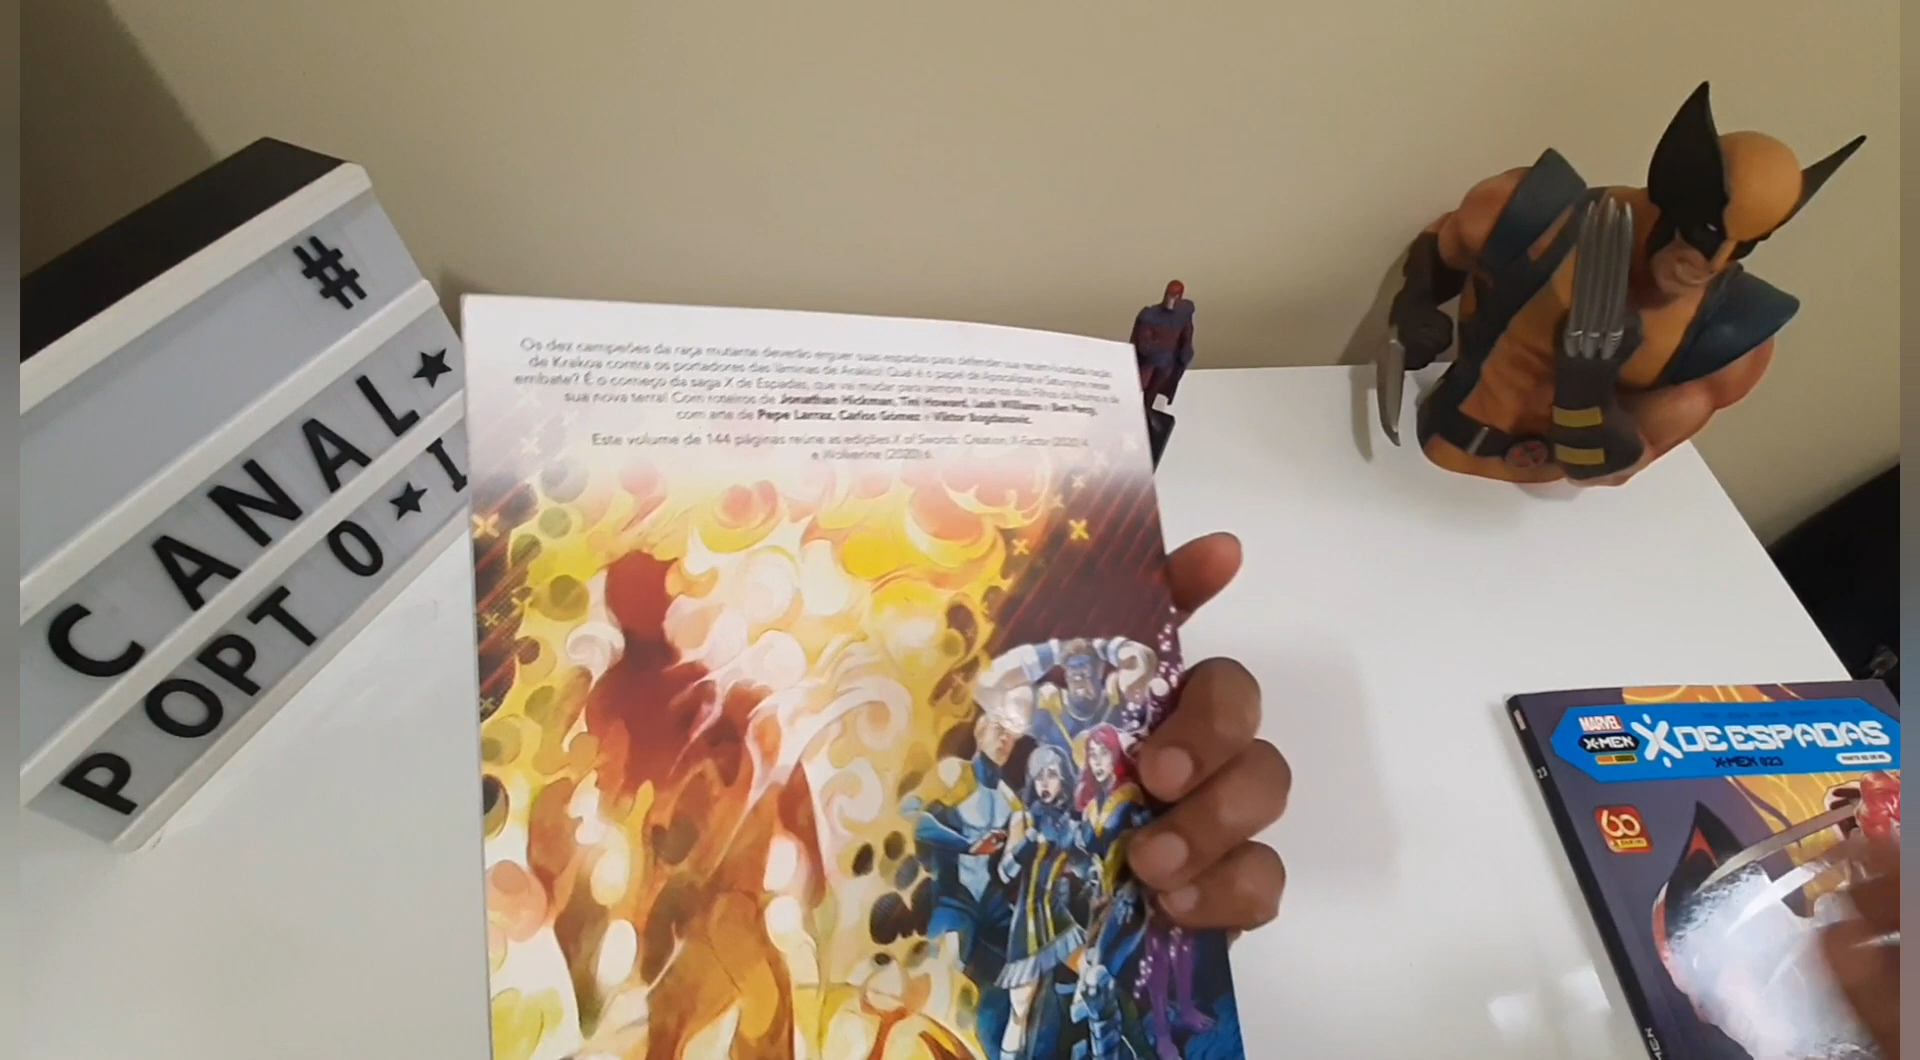 #
CANAL★
POPT0★I
Os dez campeões da raça mutante deverão erguer suas espadas para defender sua recém-fundada nação
de Krakoa contra os portadores das lâminas de Arakko! Qual é o papel de Apocalipse e Saturnyne nesse
embate? É o começo da saga X de Espadas, que vai mudar para sempre os rumos dos Filhos do Átomo e de
sua nova terra! Com roteiros de Jonathan Hickman, Tini Howard, Leah Williams e Ben Percy,
com arte de Pepe Larraz, Carlos Gómez e Viktor Bogdanovic.
Este volume de 144 páginas reúne as edições X of Swords: Creation, X-Factor (2020) 4
e Wolverine (2020) 6.
MARVEL
X-MEN
X DE ESPADAS
X-MEN 023
60
PANINI
23